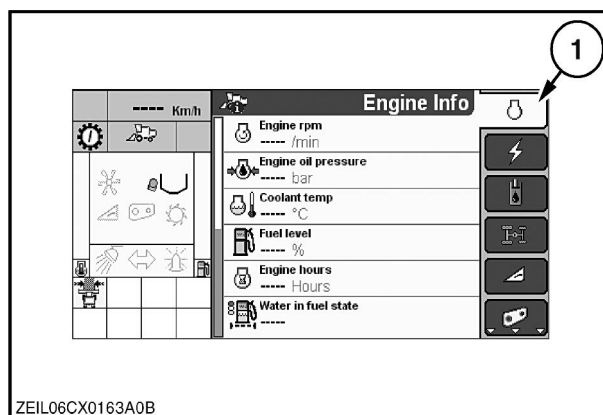 1
---- Km/h
Engine Info
Engine rpm
----- /min
Engine oil pressure
----- bar
Coolant temp
----- °C
Fuel level
----- %
Engine hours
----- Hours
Water in fuel state
-----
ZEIL06CX0163A0B